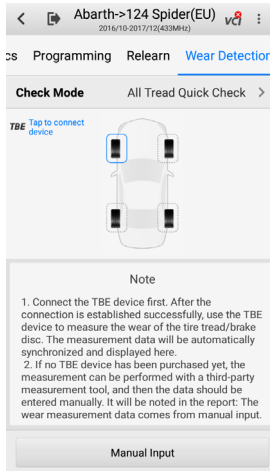 Abarth->124 Spider(EU)
2016/10-2017/12(433MHz)
VCI
cs Programming Relearn Wear Detection
Check Mode All Tread Quick Check
TBE Tap to connect
device
Note
1. Connect the TBE device first. After the
connection is established successfully, use the TBE
device to measure the wear of the tire tread/brake
disc. The measurement data will be automatically
synchronized and displayed here.
2. If no TBE device has been purchased yet, the
measurement can be performed with a third-party
measurement tool, and then the data should be
entered manually. It will be noted in the report: The
wear measurement data comes from manual input.
Manual Input